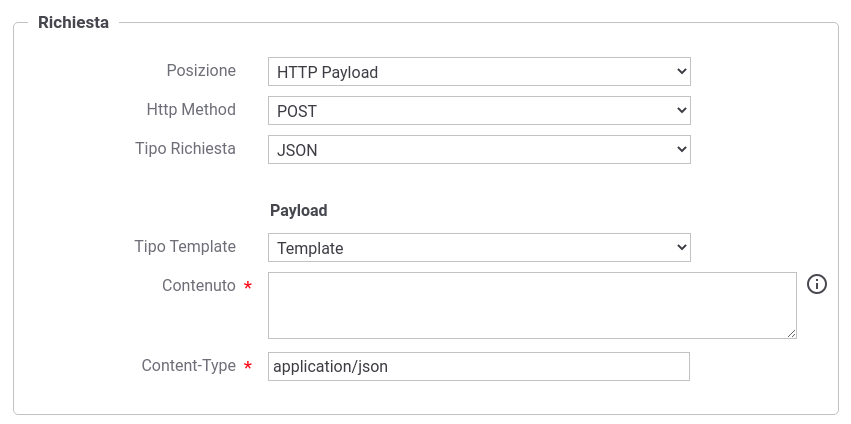 Richiesta
Posizione HTTP Payload
Http Method POST
Tipo Richiesta JSON
Payload
Tipo Template Template
Contenuto *
Content-Type * application/json